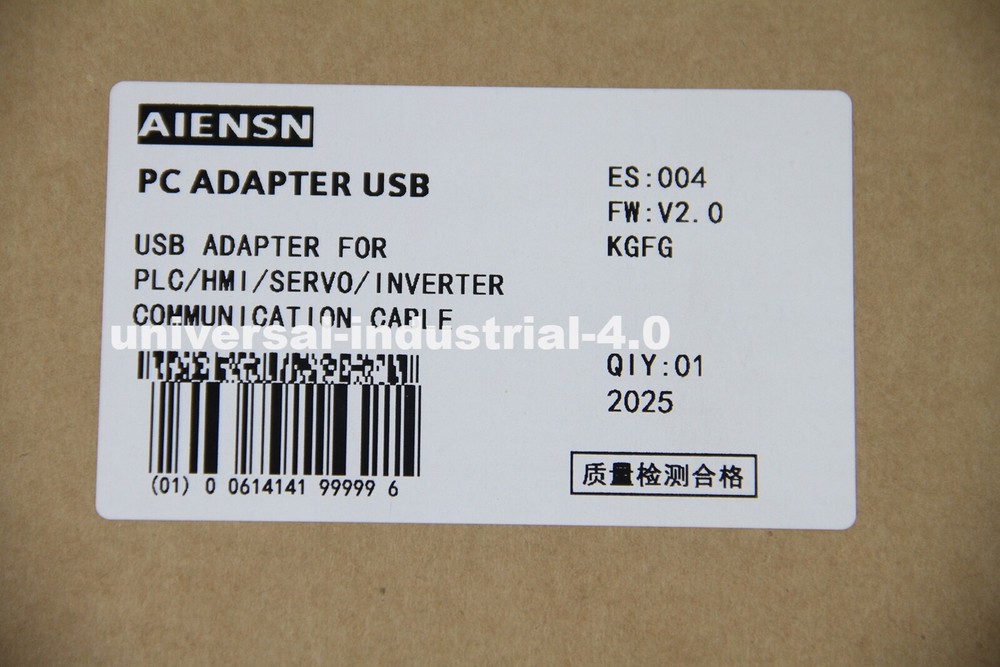 AIENSN
PC ADAPTER USB
USB ADAPTER FOR
PLC/HMI/SERVO/INVERTER
COMMUNICATION CABLE
universal-industrial-4.0
(01) 0 0614141 99999 6
ES:004
FW:V2.0
KGFG
QIY:01
2025
质量检测合格